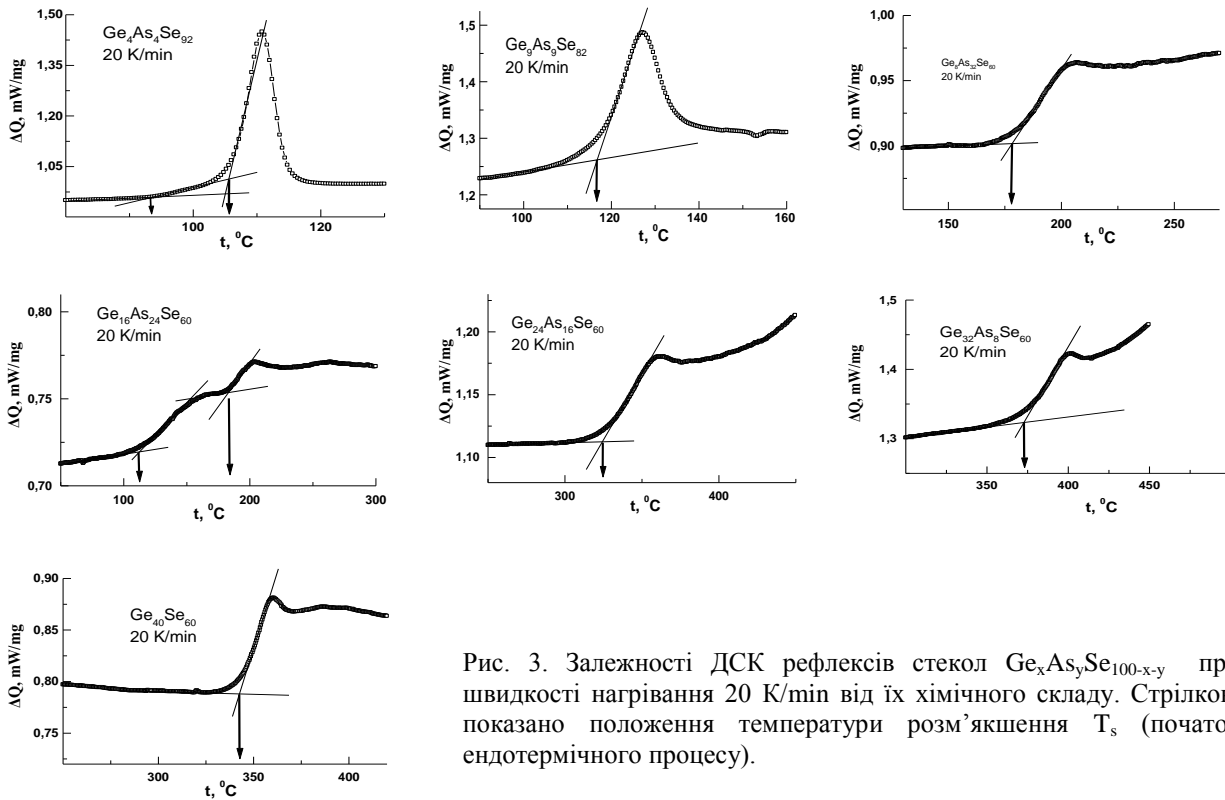 1,50
1,35
1,20
1,05
ΔQ, mW/mg
Ge₄As₄Se₉₂
20 K/min
100
120
t, ⁰C
1,5
1,4
1,3
1,2
ΔQ, mW/mg
Ge₉As₉Se₈₂
20 K/min
100
120
140
160
t, ⁰C
1,00
0,95
0,90
ΔQ, mW/mg
Ge₈As₃₂Se₆₀
20 K/min
150
200
250
t, ⁰C
0,80
0,75
0,70
ΔQ, mW/mg
Ge₁₆As₂₄Se₆₀
20 K/min
100
200
300
t, ⁰C
1,20
1,15
1,10
ΔQ, mW/mg
Ge₂₄As₁₆Se₆₀
20 K/min
300
400
t, ⁰C
1,5
1,4
1,3
ΔQ, mW/mg
Ge₃₂As₈Se₆₀
20 K/min
350
400
450
t, ⁰C
0,90
0,85
0,80
0,75
ΔQ, mW/mg
Ge₄₀Se₆₀
20 K/min
300
350
400
t, ⁰C
Рис. 3. Залежності ДСК рефлексів стекол GeₓAsᵧSe₁₀₀₋ₓ₋ᵧ пр
швидкості нагрівання 20 K/min від їх хімічного складу. Стрілко
показано положення температури розм’якшення Tₛ (почато
ендотермічного процесу).